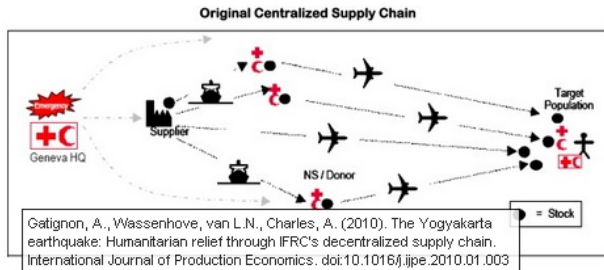 Original Centralized Supply Chain
Emergency
Geneva HQ
Supplier
NS / Donor
Target
Population
= Stock
Gatignon, A., Wassenhove, van L.N., Charles, A. (2010). The Yogyakarta
earthquake: Humanitarian relief through IFRC's decentralized supply chain.
International Journal of Production Economics. doi:10.1016/j.ijpe.2010.01.003